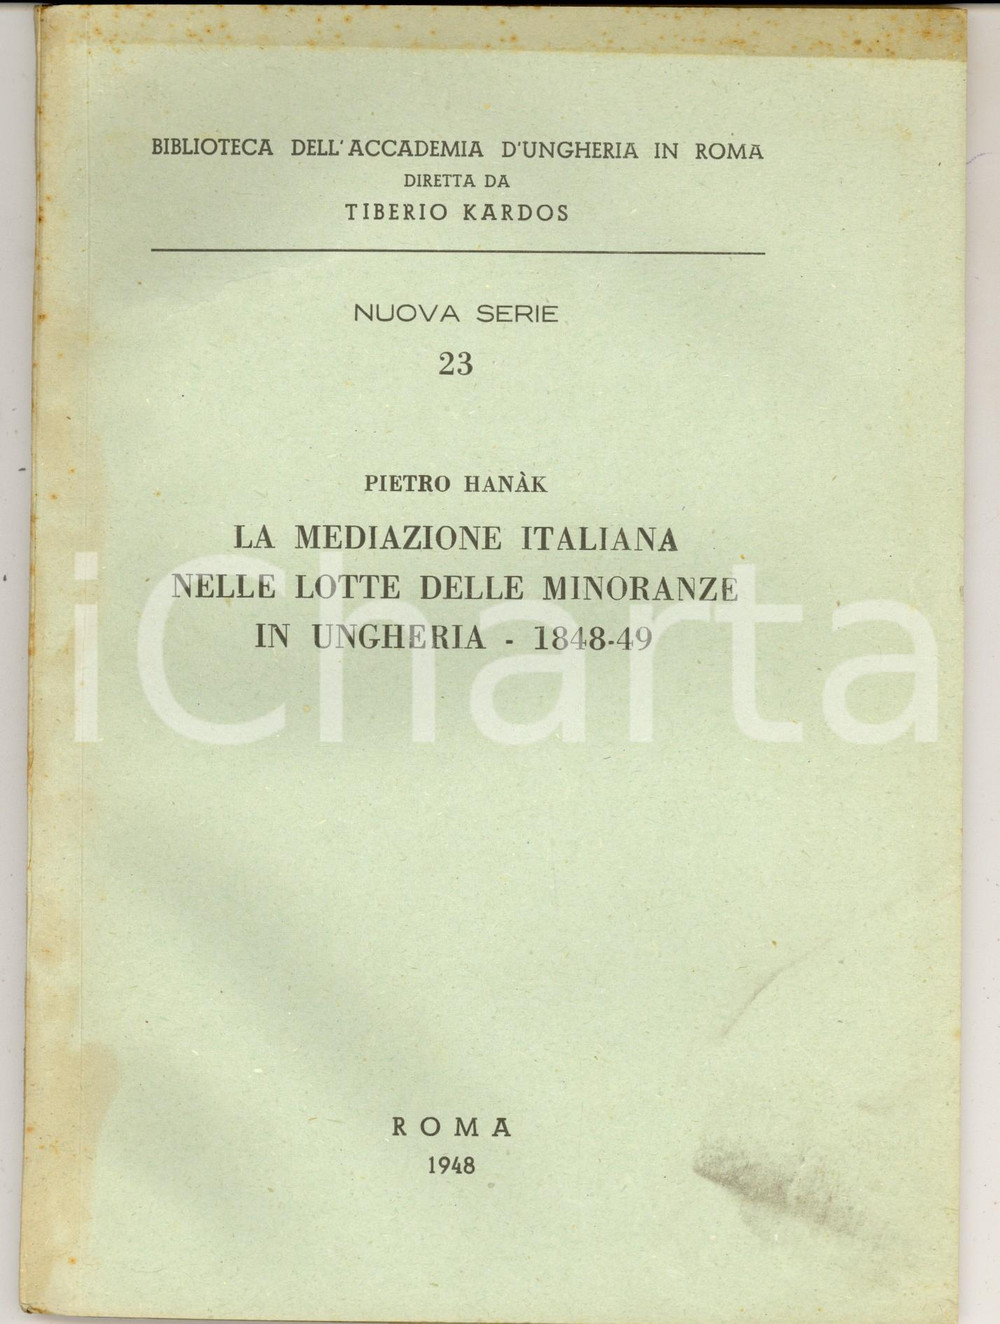 BIBLIOTECA DELL'ACCADEMIA D'UNGHERIA IN ROMA
DIRETTA DA
TIBERIO KARDOS
NUOVA SERIE
23
PIETRO HANÀK
LA MEDIAZIONE ITALIANA
NELLE LOTTE DELLE MINORANZE
IN UNGHERIA - 1848-49
iCharta
ROMA
1948